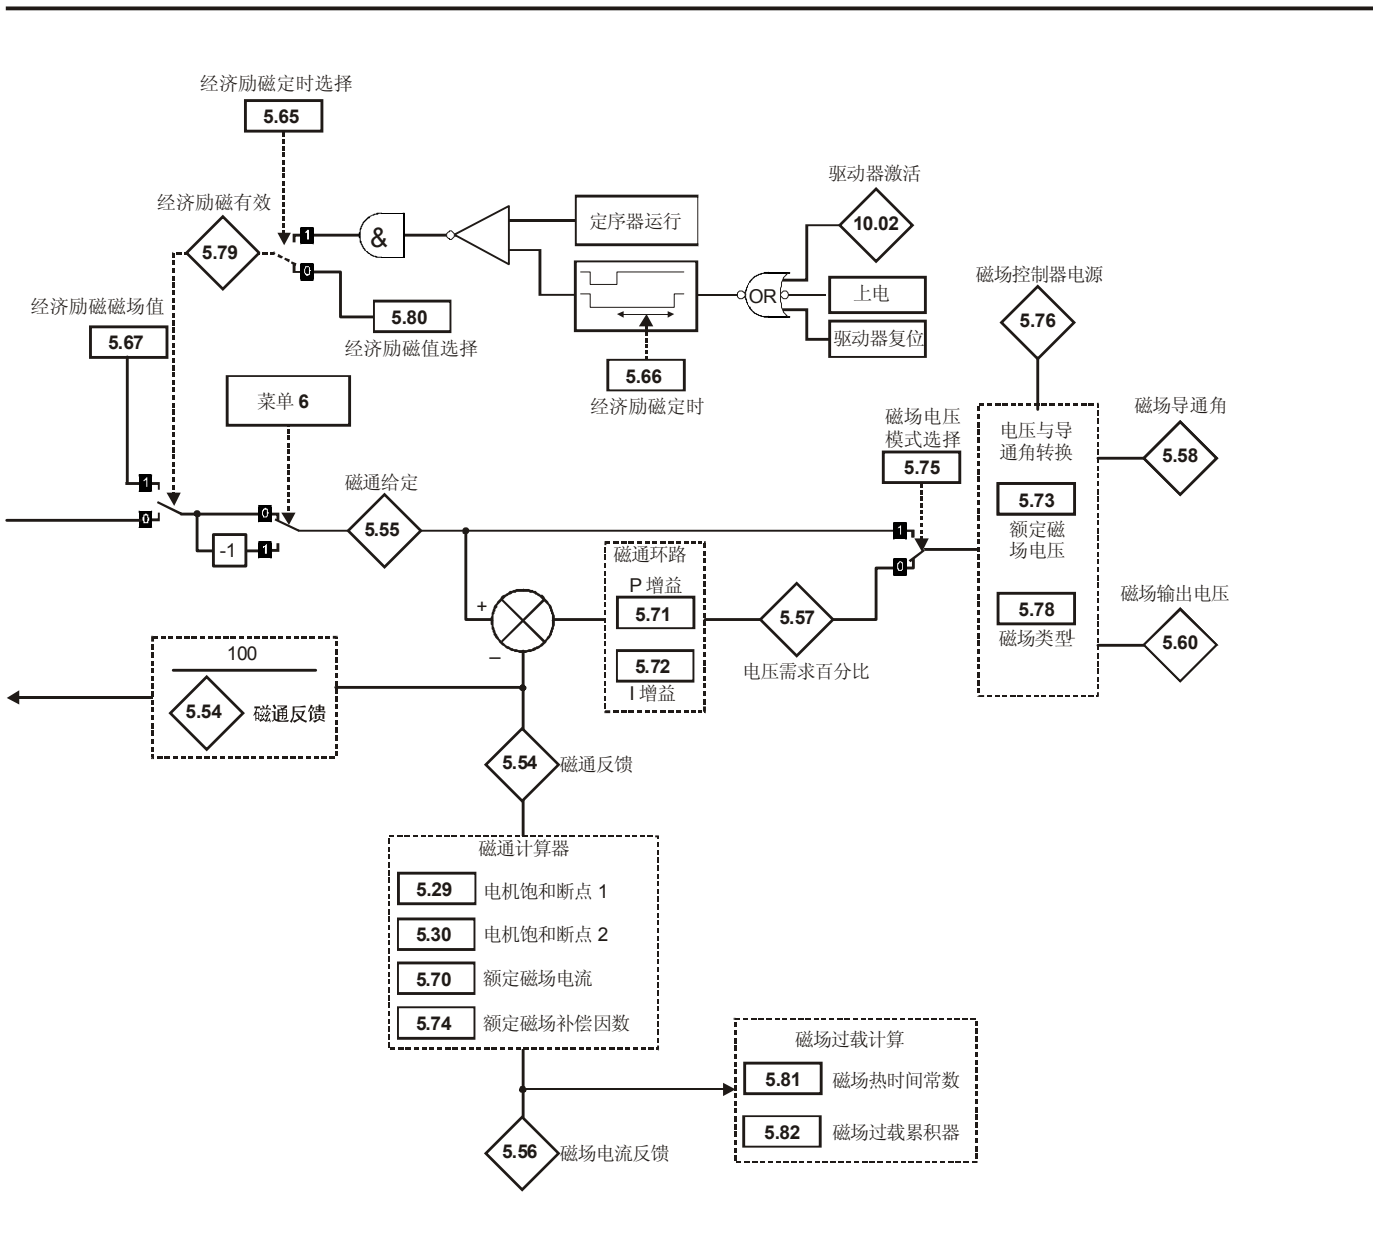 经济励磁定时选择
5.65
驱动器激活
10.02
经济励磁有效
5.79
1
&
定序器运行
0
5.80
经济励磁值选择
OR
上电
驱动器复位
5.66
经济励磁定时
磁场控制器电源
5.76
经济励磁磁场值
5.67
菜单 6
磁场电压
模式选择
5.75
电压与导
通角转换
5.73
额定磁
场电压
5.78
磁场类型
磁场导通角
5.58
磁场输出电压
5.60
1
0
0
-1
1
磁通给定
5.55
1
0
磁通环路
P 增益
5.71
5.72
I 增益
5.57
电压需求百分比
+
–
100
5.54
磁通反馈
5.54
磁通反馈
磁通计算器
5.29
电机饱和断点 1
5.30
电机饱和断点 2
5.70
额定磁场电流
5.74
额定磁场补偿因数
磁场过载计算
5.81
磁场热时间常数
5.82
磁场过载累积器
5.56
磁场电流反馈